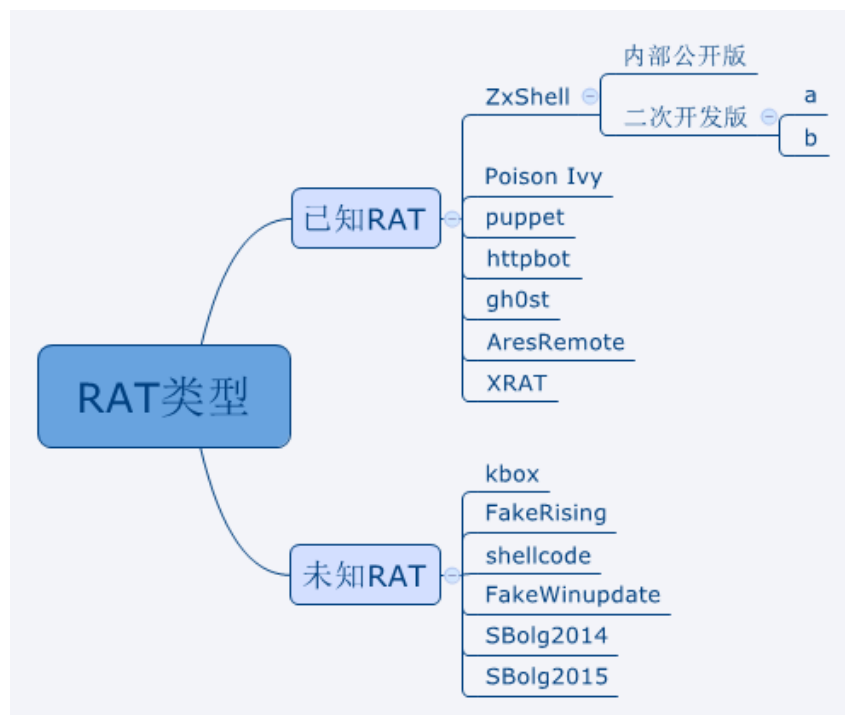 RAT类型
已知RAT
ZxShell
内部公开版
二次开发版
a
b
Poison Ivy
puppet
httpbot
gh0st
AresRemote
XRAT
未知RAT
kbox
FakeRising
shellcode
FakeWinupdate
SBolg2014
SBolg2015